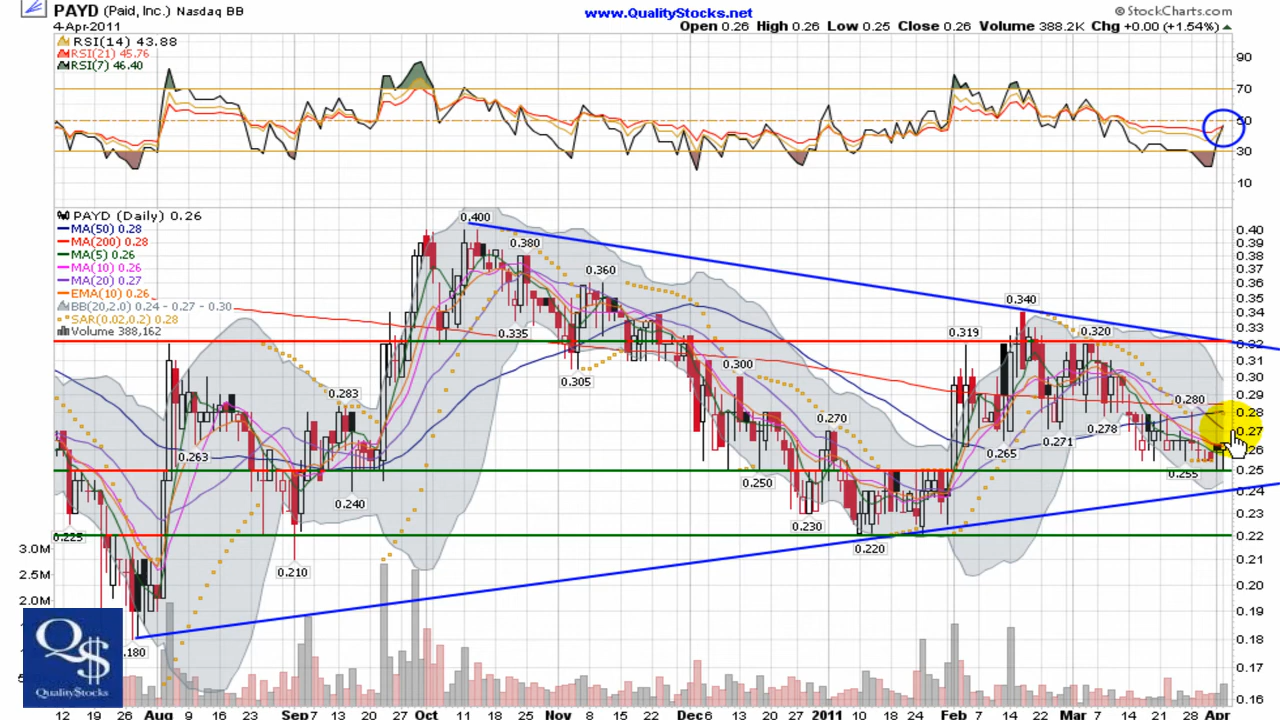 PAYD (Paid, Inc.) Nasdaq BB
www.QualityStocks.net
© StockCharts.com
4-Apr-2011
Open 0.26 High 0.26 Low 0.25 Close 0.26 Volume 388.2K Chg +0.00 (+1.54%)
RSI(14) 43.88
RSI(21) 45.76
RSI(7) 46.40
90
70
50
30
10
PAYD (Daily) 0.26
MA(50) 0.28
MA(200) 0.28
MA(5) 0.26
MA(10) 0.26
MA(20) 0.27
EMA(10) 0.26
BB(20,2.0) 0.24 - 0.27 - 0.30
SAR(0.02,0.2) 0.28
Volume 388,162
0.400
0.380
0.360
0.340
0.335
0.319
0.320
0.305
0.300
0.283
0.280
0.270
0.278
0.271
0.265
0.263
0.255
0.250
0.240
0.230
0.225
0.220
0.210
.180
0.40
0.39
0.38
0.37
0.36
0.35
0.34
0.33
0.32
0.31
0.30
0.29
0.28
0.27
0.26
0.25
0.24
0.23
0.22
0.21
0.20
0.19
0.18
0.17
0.16
3.0M
2.5M
2.0M
Q$
QualityStocks
12 19 26 Aug 9 16 23 Sep 7 13 20 27 Oct 11 18 25 Nov 8 15 22 Dec 6 13 20 27 2011 10 18 24 Feb 7 14 22 Mar 7 14 21 28 Apr